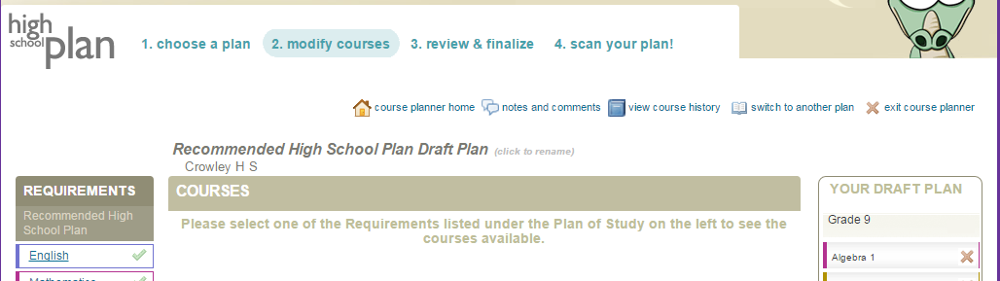 high
school
plan
1. choose a plan 2. modify courses 3. review & finalize 4. scan your plan!
course planner home notes and comments view course history switch to another plan exit course planner
Recommended High School Plan Draft Plan (click to rename)
Crowley H S
REQUIREMENTS
Recommended High
School Plan
English
Mathematics
COURSES
Please select one of the Requirements listed under the Plan of Study on the left to see the
courses available.
YOUR DRAFT PLAN
Grade 9
Algebra 1